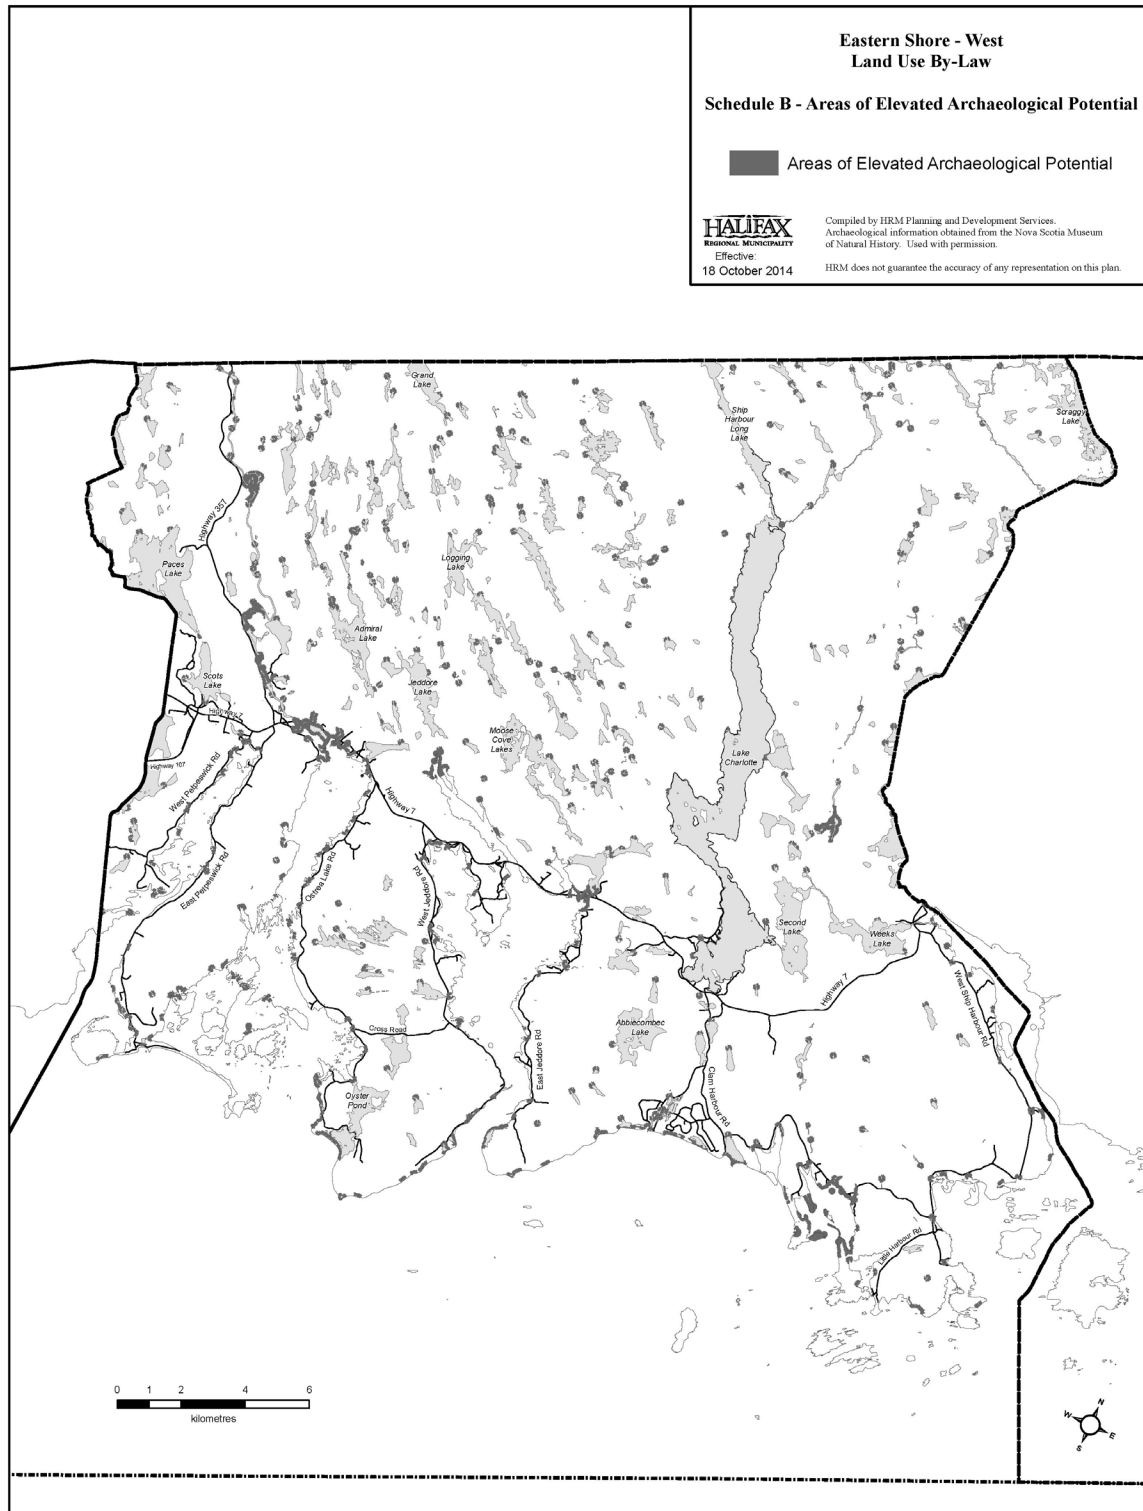 Eastern Shore - West
Land Use By-Law
Schedule B - Areas of Elevated Archaeological Potential
Areas of Elevated Archaeological Potential
HALIFAX
REGIONAL MUNICIPALITY
Effective:
18 October 2014
Compiled by HRM Planning and Development Services.
Archaeological information obtained from the Nova Scotia Museum
of Natural History. Used with permission.
HRM does not guarantee the accuracy of any representation on this plan.
Grand
Lake
Ship
Harbour
Long
Lake
Scraggy
Lake
Highway 357
Paces
Lake
Logging
Lake
Admiral
Lake
Scots
Lake
Jeddore
Lake
Highway 7
Moose
Cove
Lakes
Lake
Charlotte
Highway 107
West Petpeswick Rd
Highway 7
East Petpeswick Rd
Ostrea Lake Rd
West Jeddore Rd
Second
Lake
Weeks
Lake
Highway 7
West Ship Harbour Rd
Cross Road
Abbiecombec
Lake
East Jeddore Rd
Clam Harbour Rd
Oyster
Pond
Little Harbour Rd
0 1 2 4 6
kilometres
N
W
E
S